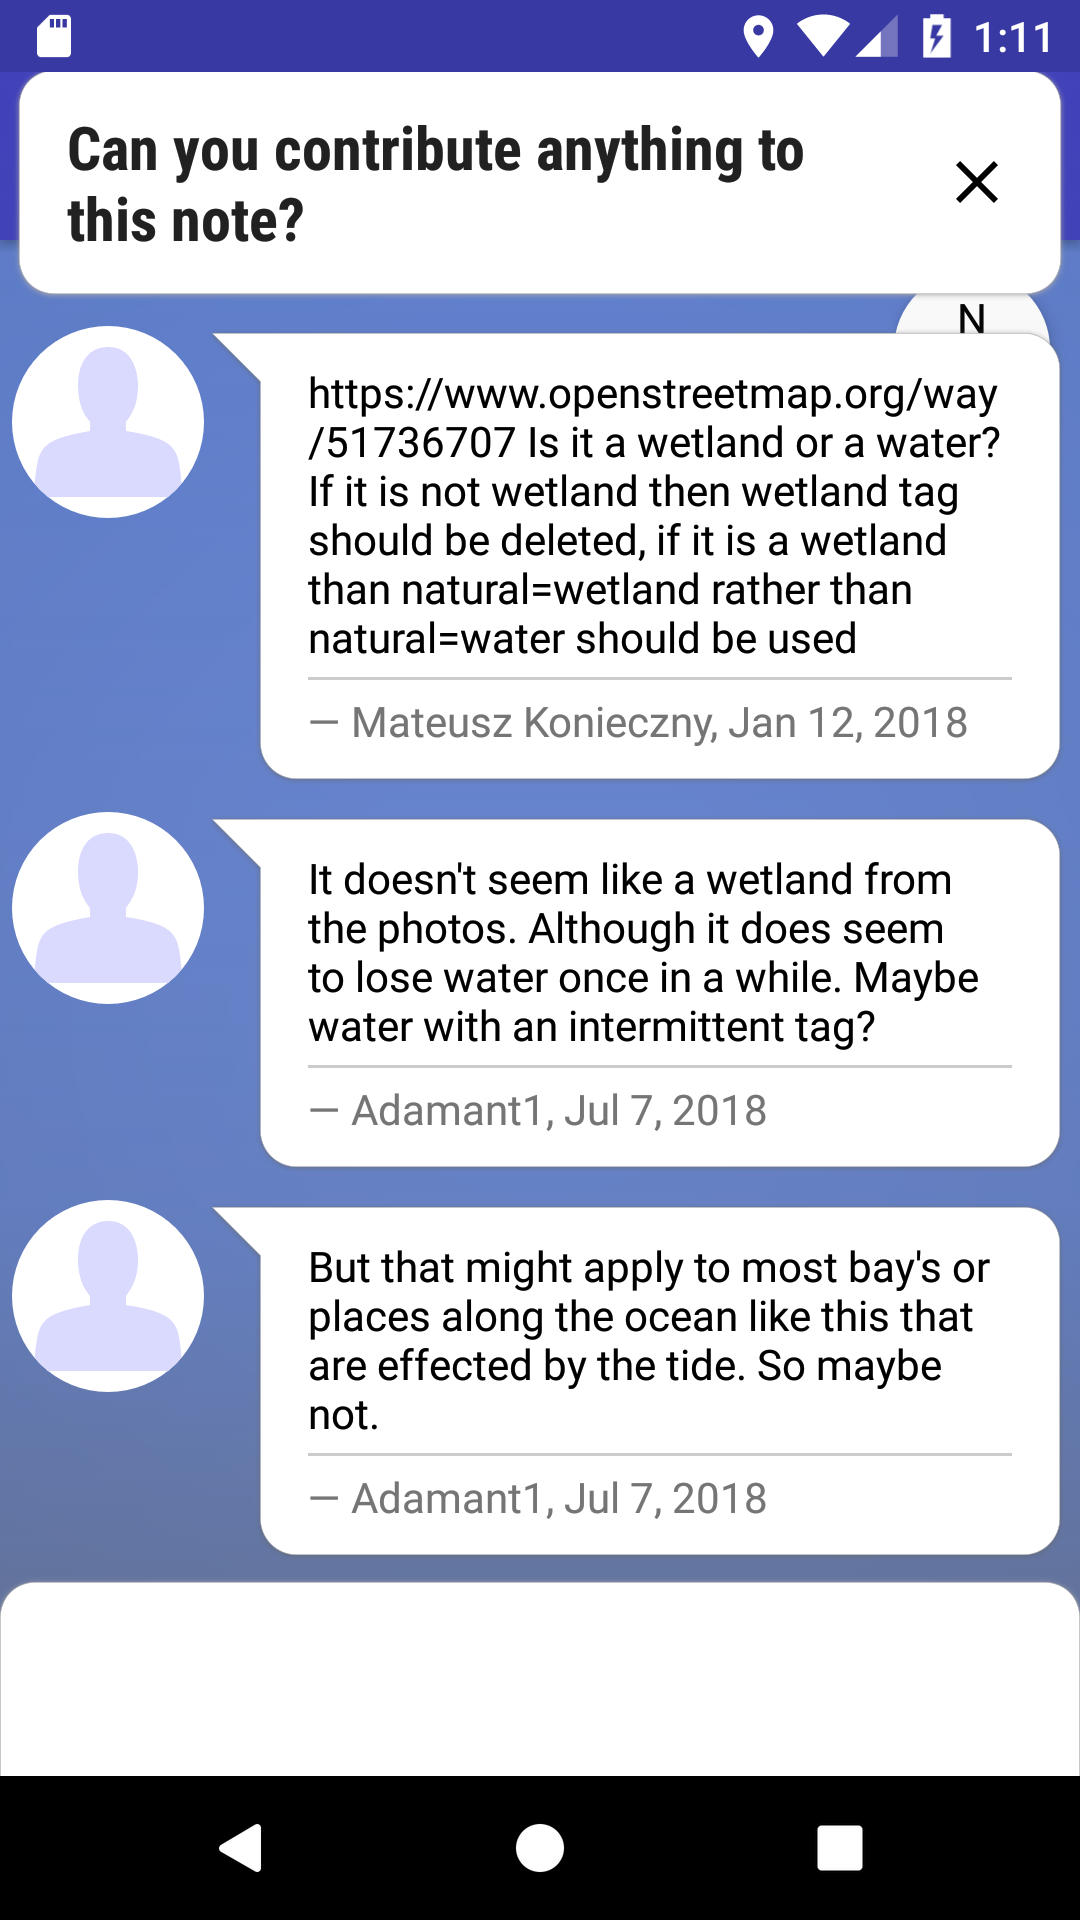 1:11
Can you contribute anything to
this note?
N
https://www.openstreetmap.org/way
/51736707 Is it a wetland or a water?
If it is not wetland then wetland tag
should be deleted, if it is a wetland
than natural=wetland rather than
natural=water should be used
— Mateusz Konieczny, Jan 12, 2018
It doesn't seem like a wetland from
the photos. Although it does seem
to lose water once in a while. Maybe
water with an intermittent tag?
— Adamant1, Jul 7, 2018
But that might apply to most bay's or
places along the ocean like this that
are effected by the tide. So maybe
not.
— Adamant1, Jul 7, 2018